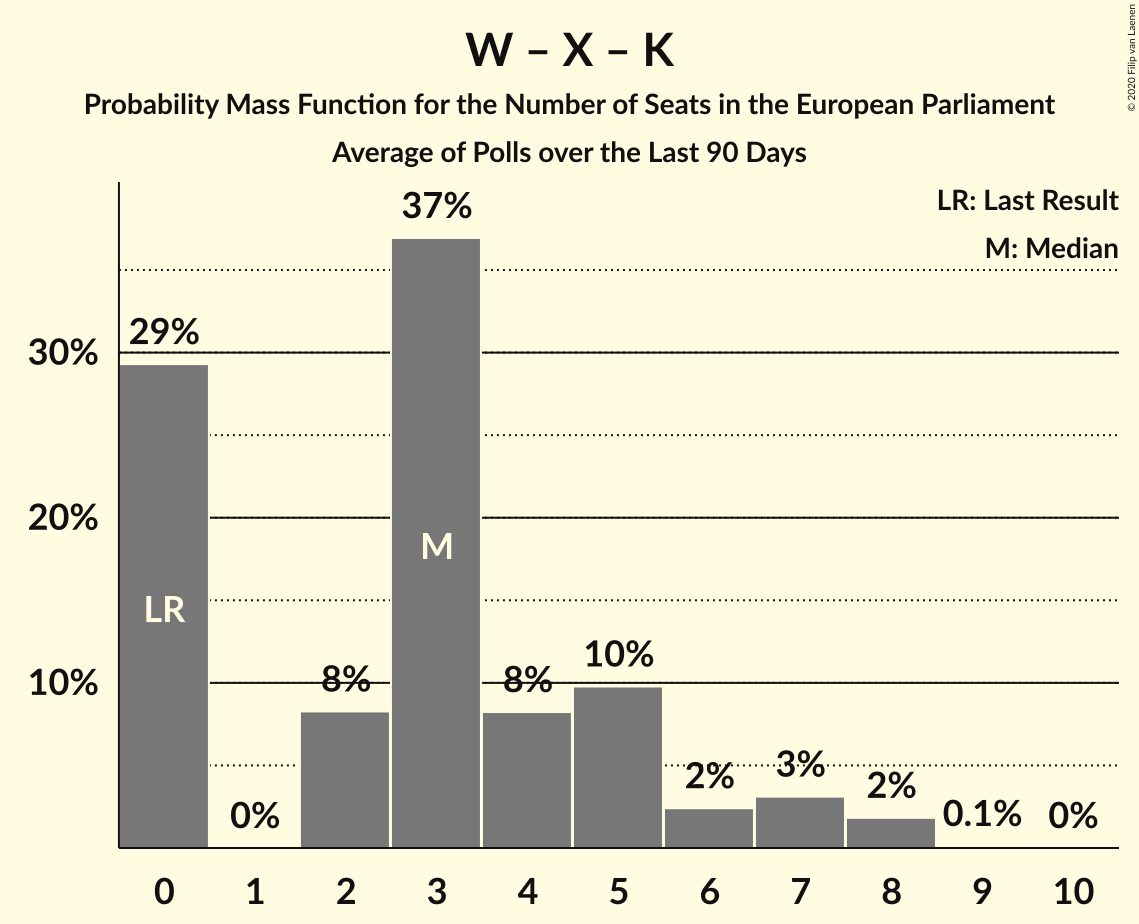 W – X – K
Probability Mass Function for the Number of Seats in the European Parliament
Average of Polls over the Last 90 Days
© 2020 Filip van Laenen
LR: Last Result
M: Median
37%
29%
30%
20%
M
LR
10%
8%
8%
10%
0%
2%
3%
2%
0.1%
0%
0 1 2 3 4 5 6 7 8 9 10